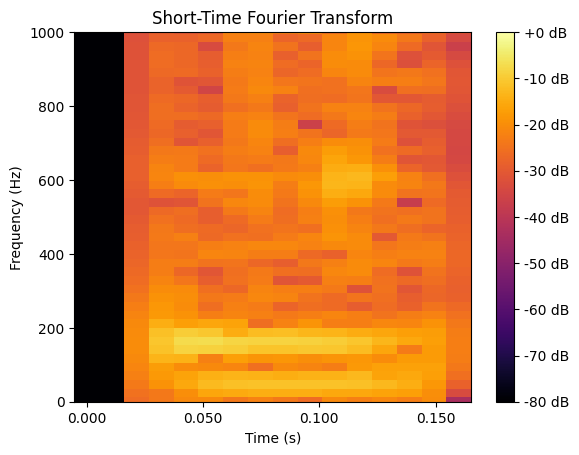 Short-Time Fourier Transform
Frequency (Hz)
1000
800
600
400
200
0
0.000
0.050
0.100
0.150
Time (s)
+0 dB
-10 dB
-20 dB
-30 dB
-40 dB
-50 dB
-60 dB
-70 dB
-80 dB